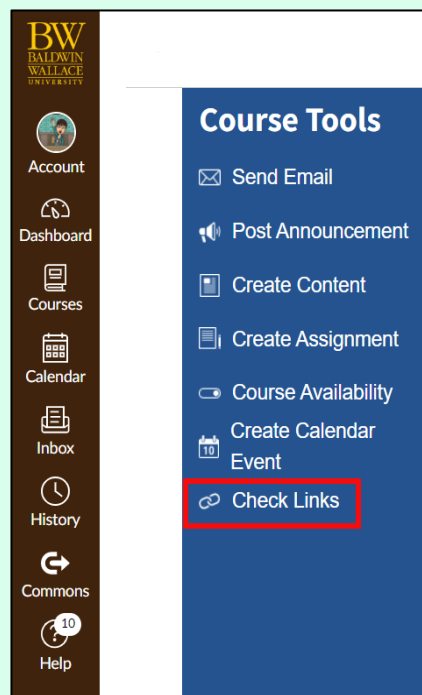 BW
BALDWIN
WALLACE
UNIVERSITY
Account
Dashboard
Courses
Calendar
Inbox
History
Commons
10
Help
Course Tools
Send Email
Post Announcement
Create Content
Create Assignment
Course Availability
10
Create Calendar
Event
Check Links